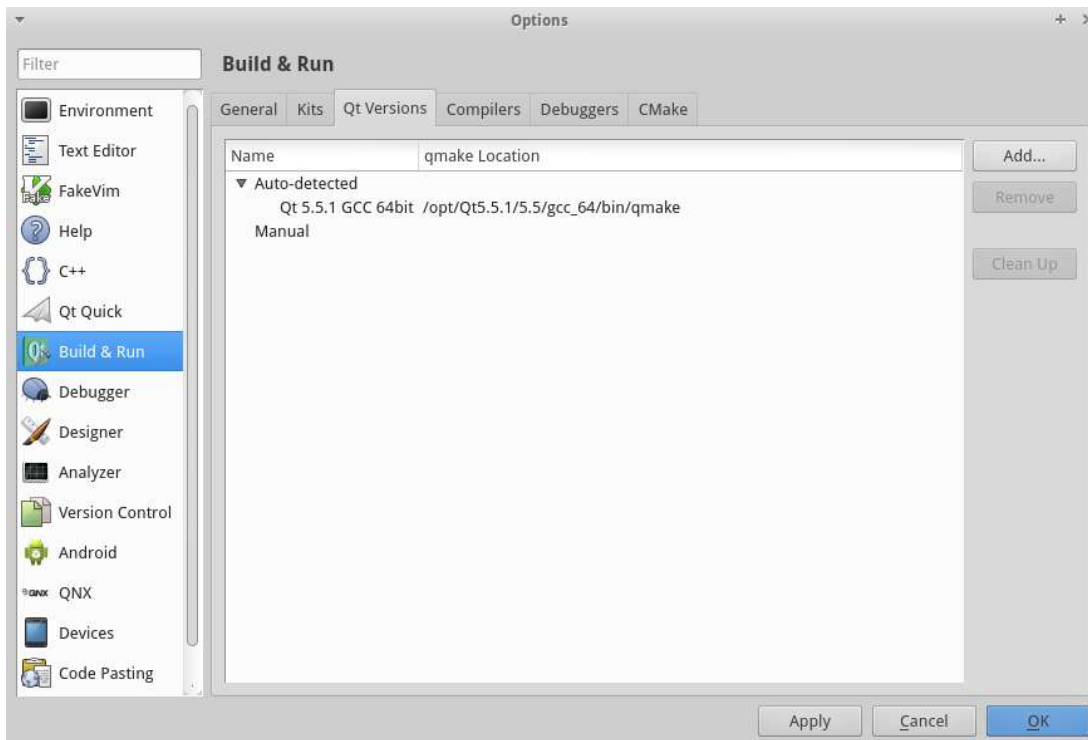 Options
Filter
Build & Run
Environment
Text Editor
FakeVim
Help
C++
Qt Quick
Build & Run
Debugger
Designer
Analyzer
Version Control
Android
QNX
Devices
Code Pasting
General Kits Qt Versions Compilers Debuggers CMake
Name qmake Location
Auto-detected
Qt 5.5.1 GCC 64bit /opt/Qt5.5.1/5.5/gcc_64/bin/qmake
Manual
Add...
Remove
Clean Up
Apply Cancel OK